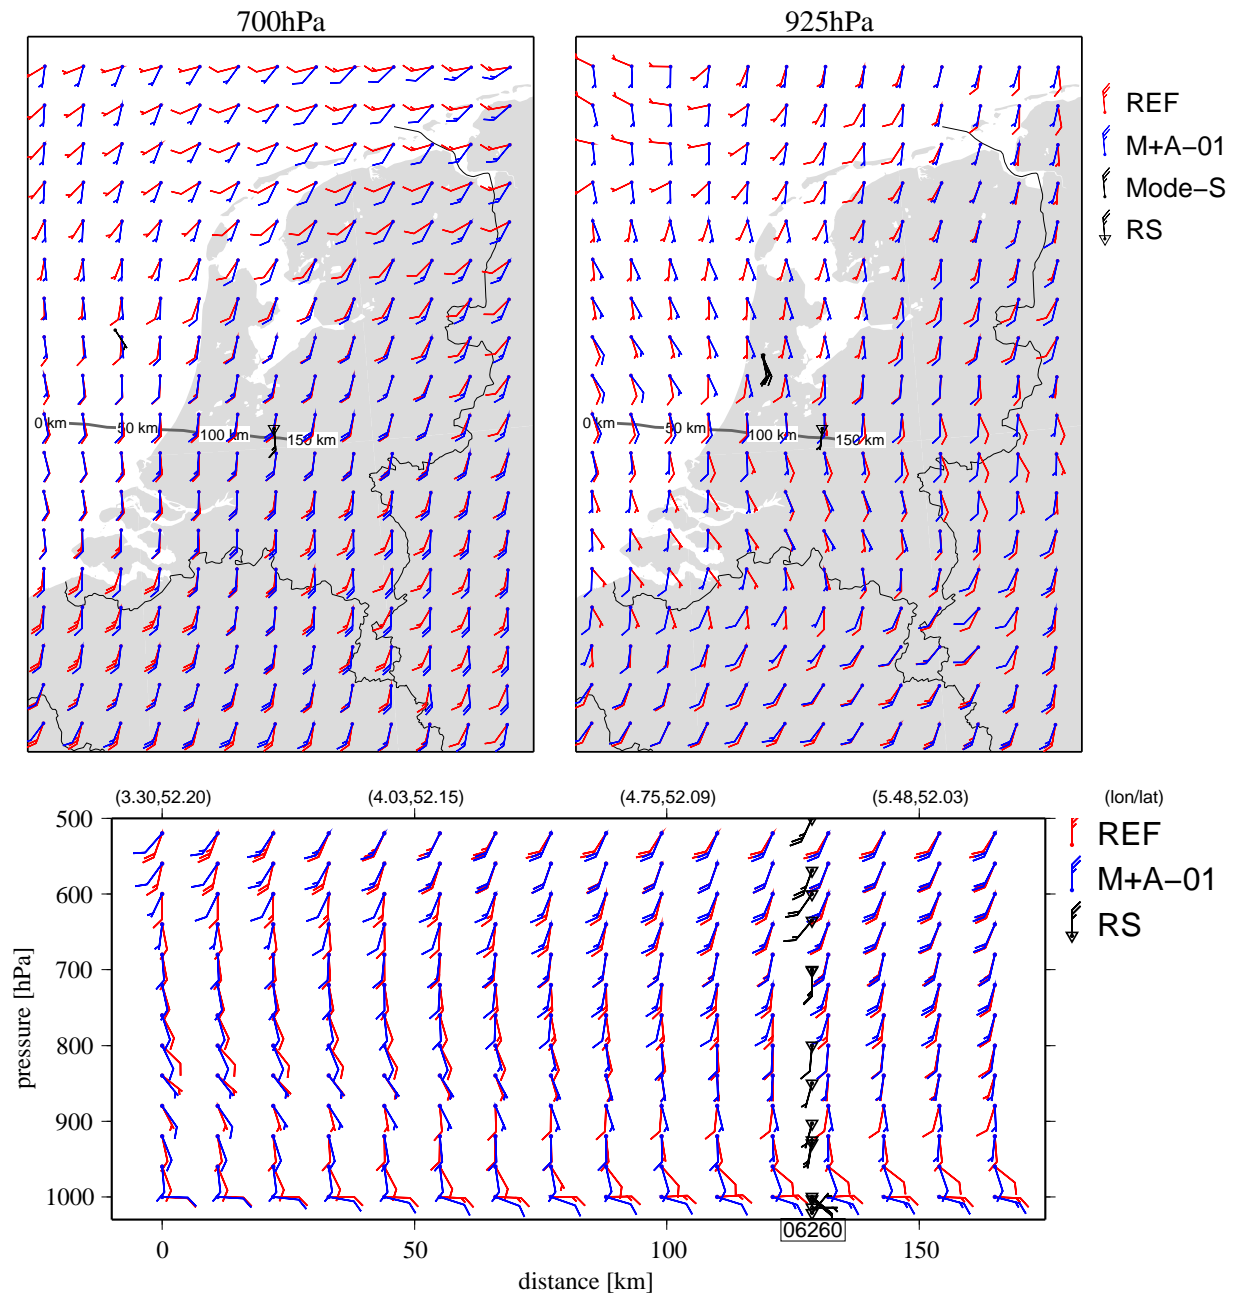 700hPa
925hPa
REF
M+A−01
Mode−S
RS
0 km
50 km
100 km
150 km
0 km
50 km
100 km
150 km
(3.30,52.20)
(4.03,52.15)
(4.75,52.09)
(5.48,52.03)
(lon/lat)
500
600
700
800
900
1000
pressure [hPa]
REF
M+A−01
RS
06260
0
50
100
150
distance [km]